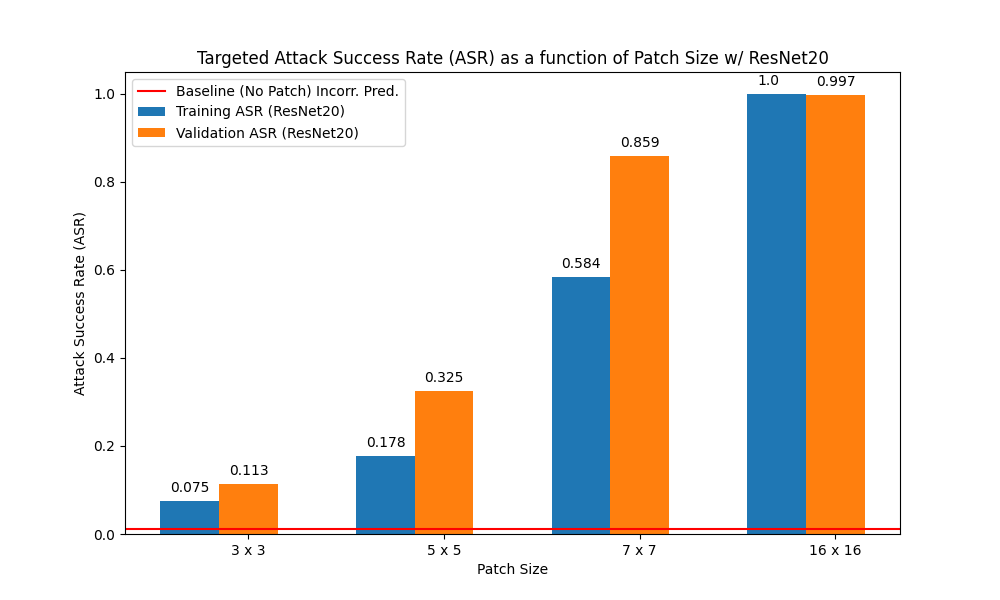 Targeted Attack Success Rate (ASR) as a function of Patch Size w/ ResNet20
Baseline (No Patch) Incorr. Pred.
Training ASR (ResNet20)
Validation ASR (ResNet20)
1.0
0.997
0.859
0.584
0.325
0.178
0.113
0.075
1.0
0.8
0.6
0.4
0.2
0.0
Attack Success Rate (ASR)
3 x 3
5 x 5
7 x 7
16 x 16
Patch Size